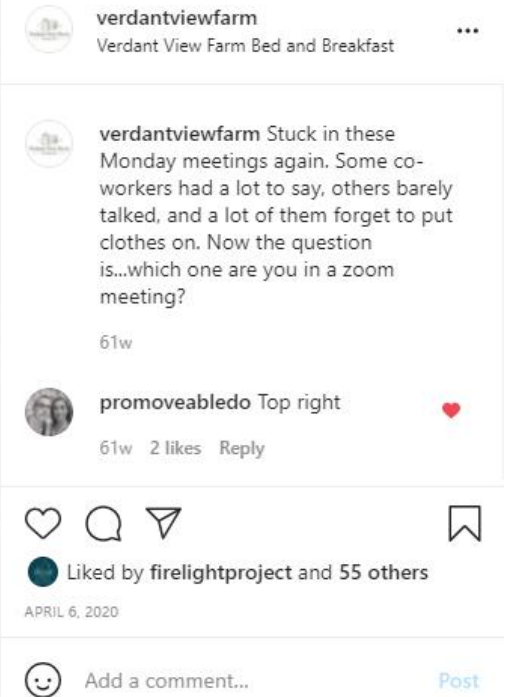 verdantviewfarm
Verdant View Farm Bed and Breakfast
verdantviewfarm Stuck in these
Monday meetings again. Some co-
workers had a lot to say, others barely
talked, and a lot of them forget to put
clothes on. Now the question
is...which one are you in a zoom
meeting?
61w
promoveabledo Top right
61w 2 likes Reply
Liked by firelightproject and 55 others
APRIL 6, 2020
Add a comment... Post